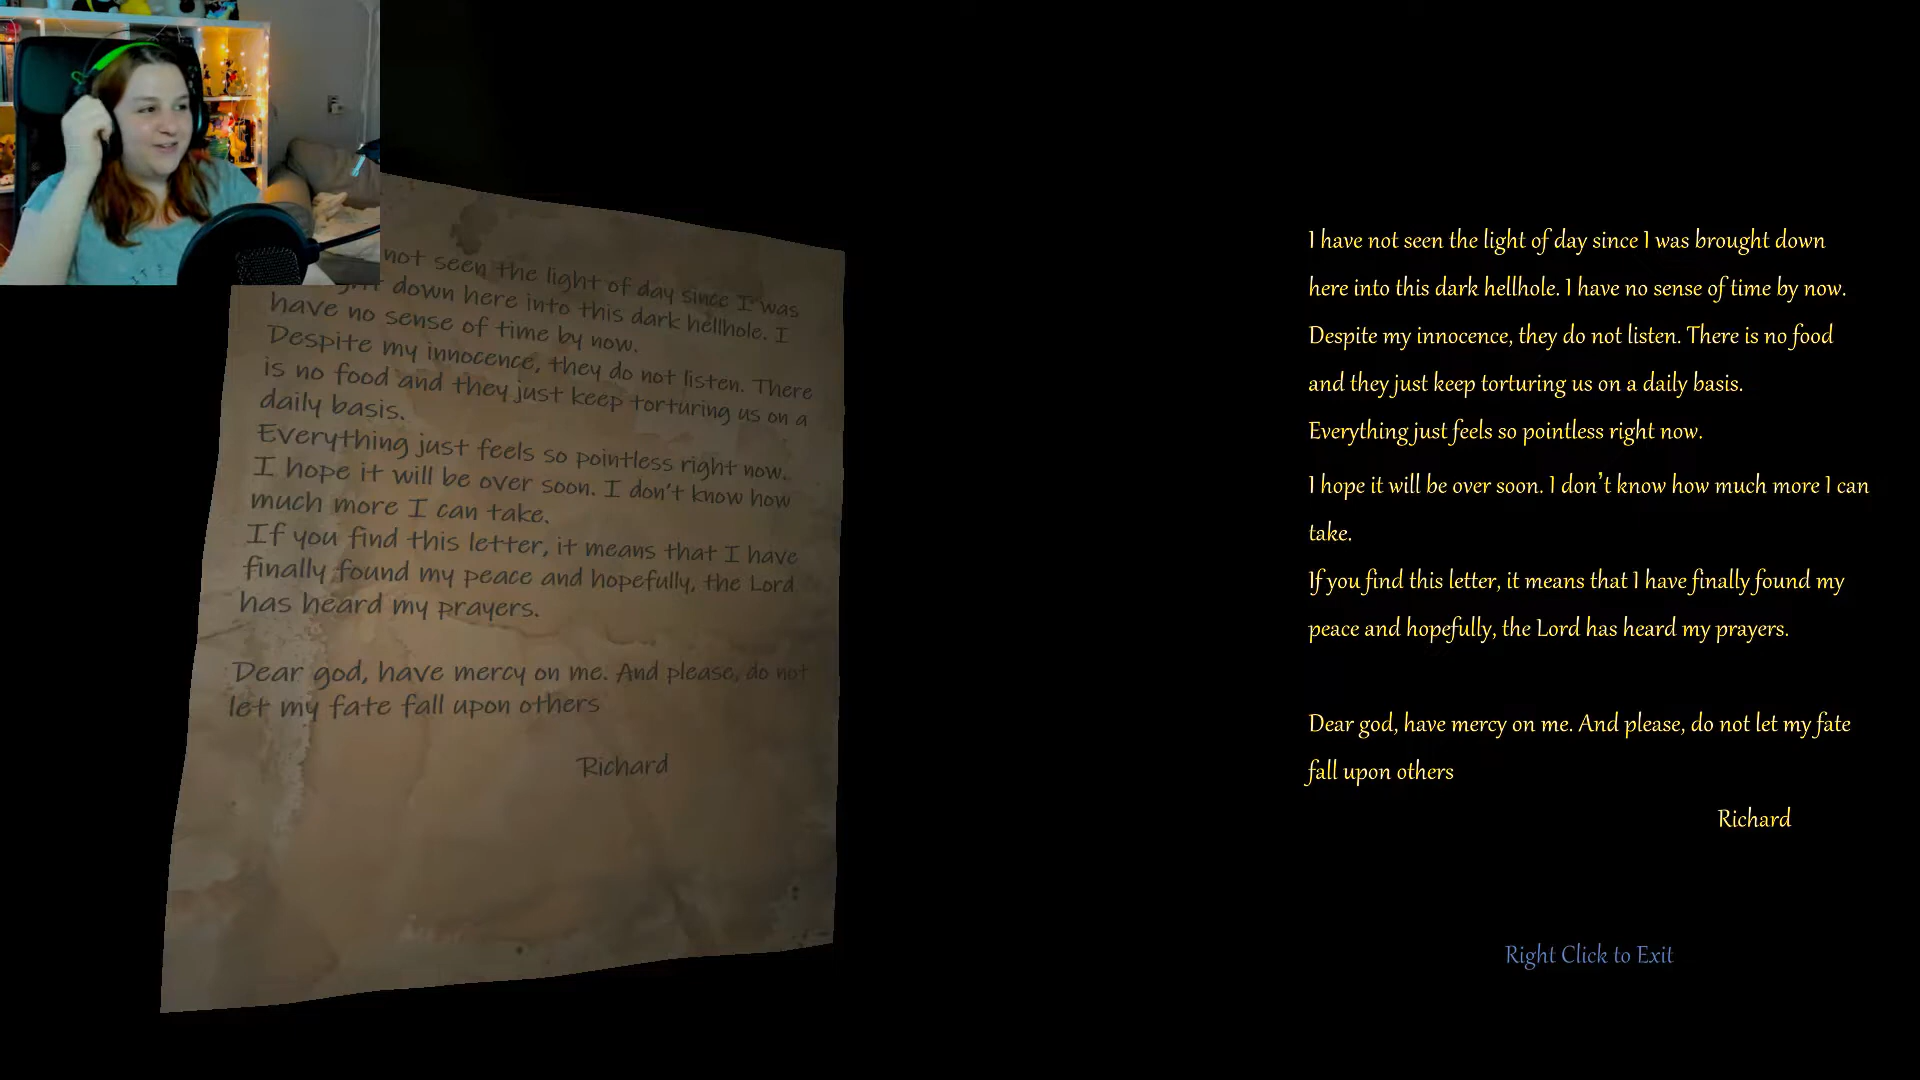 not seen the light of day since I was
down here into this dark hellhole. I
have no sense of time by now.
Despite my innocence, they do not listen. There
is no food and they just keep torturing us on a
daily basis.
Everything just feels so pointless right now.
I hope it will be over soon. I don't know how
much more I can take.
If you find this letter, it means that I have
finally found my peace and hopefully, the Lord
has heard my prayers.
Dear god, have mercy on me. And please, do not
let my fate fall upon others
Richard
I have not seen the light of day since I was brought down
here into this dark hellhole. I have no sense of time by now.
Despite my innocence, they do not listen. There is no food
and they just keep torturing us on a daily basis.
Everything just feels so pointless right now.
I hope it will be over soon. I don’t know how much more I can
take.
If you find this letter, it means that I have finally found my
peace and hopefully, the Lord has heard my prayers.
Dear god, have mercy on me. And please, do not let my fate
fall upon others
Richard
Right Click to Exit